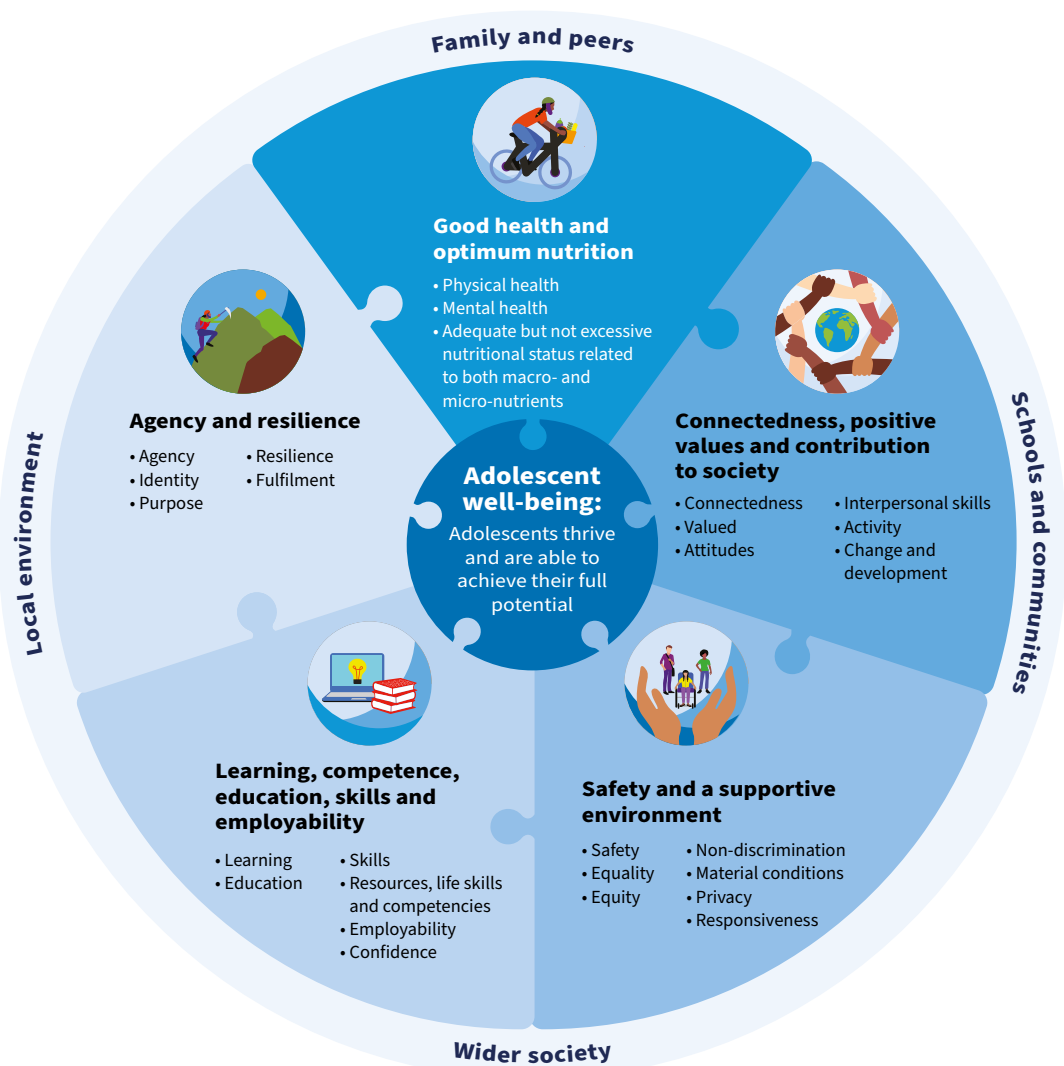 Family and peers
Good health and
optimum nutrition
• Physical health
• Mental health
• Adequate but not excessive
nutritional status related
to both macro- and
micro-nutrients
Connectedness, positive
values and contribution
to society
• Connectedness
• Valued
• Attitudes
• Interpersonal skills
• Activity
• Change and
development
Schools and communities
Safety and a supportive
environment
• Safety
• Equality
• Equity
• Non-discrimination
• Material conditions
• Privacy
• Responsiveness
Wider society
Learning, competence,
education, skills and
employability
• Learning
• Education
• Skills
• Resources, life skills
and competencies
• Employability
• Confidence
Local environment
Agency and resilience
• Agency
• Identity
• Purpose
• Resilience
• Fulfilment
Adolescent
well-being:
Adolescents thrive
and are able to
achieve their full
potential